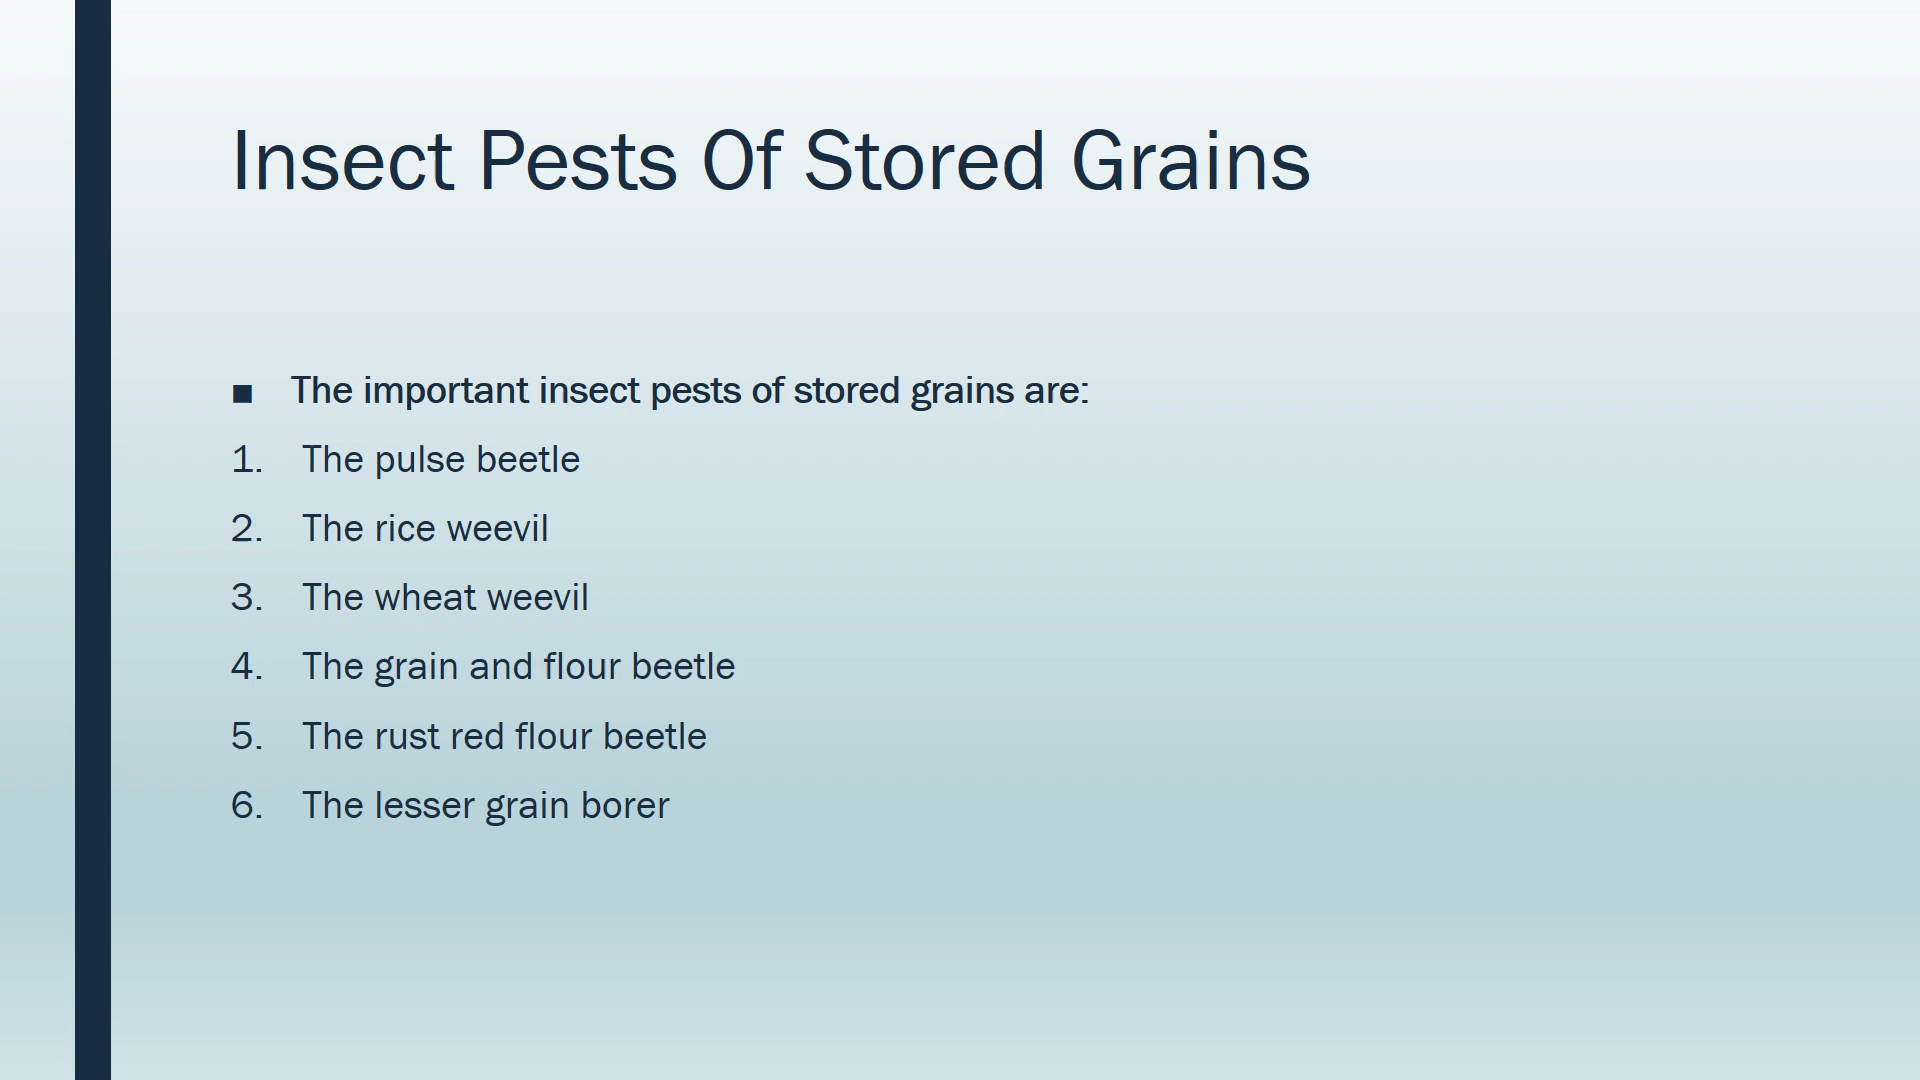 Insect Pests Of Stored Grains
■ The important insect pests of stored grains are:
1. The pulse beetle
2. The rice weevil
3. The wheat weevil
4. The grain and flour beetle
5. The rust red flour beetle
6. The lesser grain borer